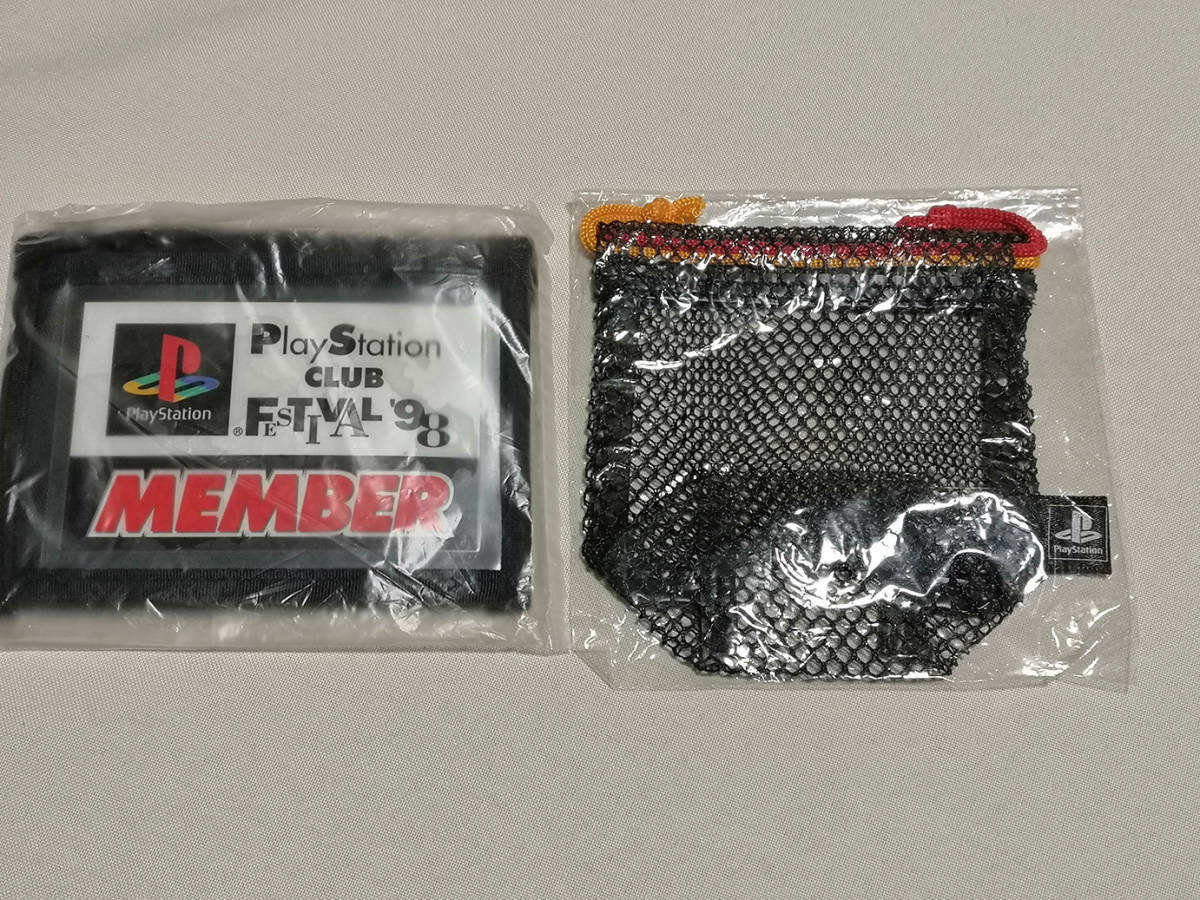 PlayStation
CLUB
FESTIVAL '98
PlayStation
®
MEMBER
PlayStation